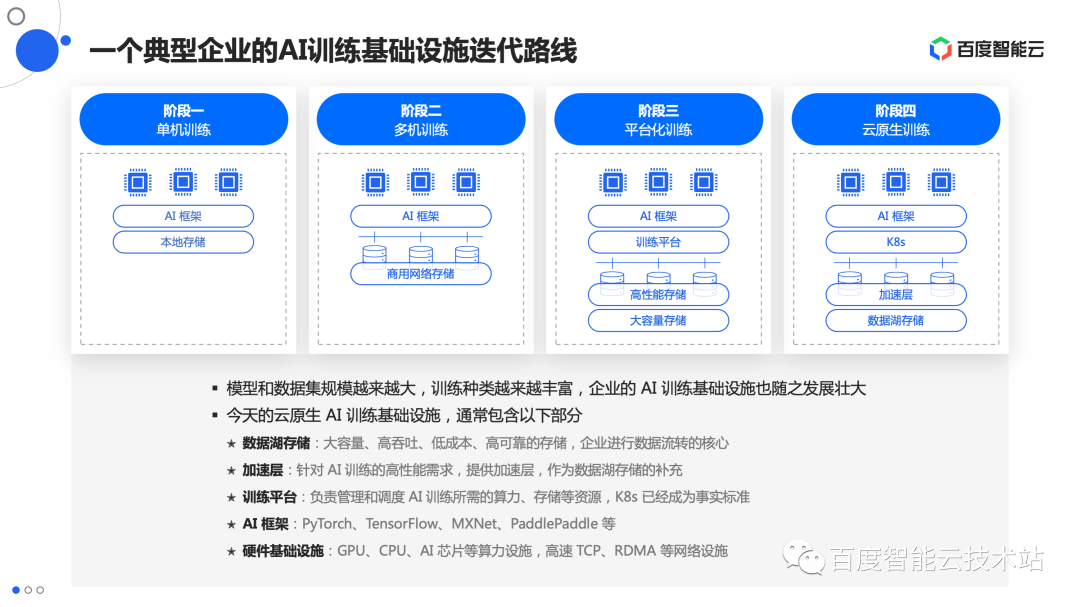 一个典型企业的AI训练基础设施迭代路线
百度智能云
阶段一
单机训练
AI 框架
本地存储
阶段二
多机训练
AI 框架
商用网络存储
阶段三
平台化训练
AI 框架
训练平台
高性能存储
大容量存储
阶段四
云原生训练
AI 框架
K8s
加速层
数据湖存储
▪ 模型和数据集规模越来越大，训练种类越来越丰富，企业的 AI 训练基础设施也随之发展壮大
▪ 今天的云原生 AI 训练基础设施，通常包含以下部分
★ 数据湖存储：大容量、高吞吐、低成本、高可靠的存储，企业进行数据流转的核心
★ 加速层：针对 AI 训练的高性能需求，提供加速层，作为数据湖存储的补充
★ 训练平台：负责管理和调度 AI 训练所需的算力、存储等资源，K8s 已经成为事实标准
★ AI 框架：PyTorch、TensorFlow、MXNet、PaddlePaddle 等
★ 硬件基础设施：GPU、CPU、AI 芯片等算力设施，高速 TCP、RDMA 等网络设施
百度智能云技术站